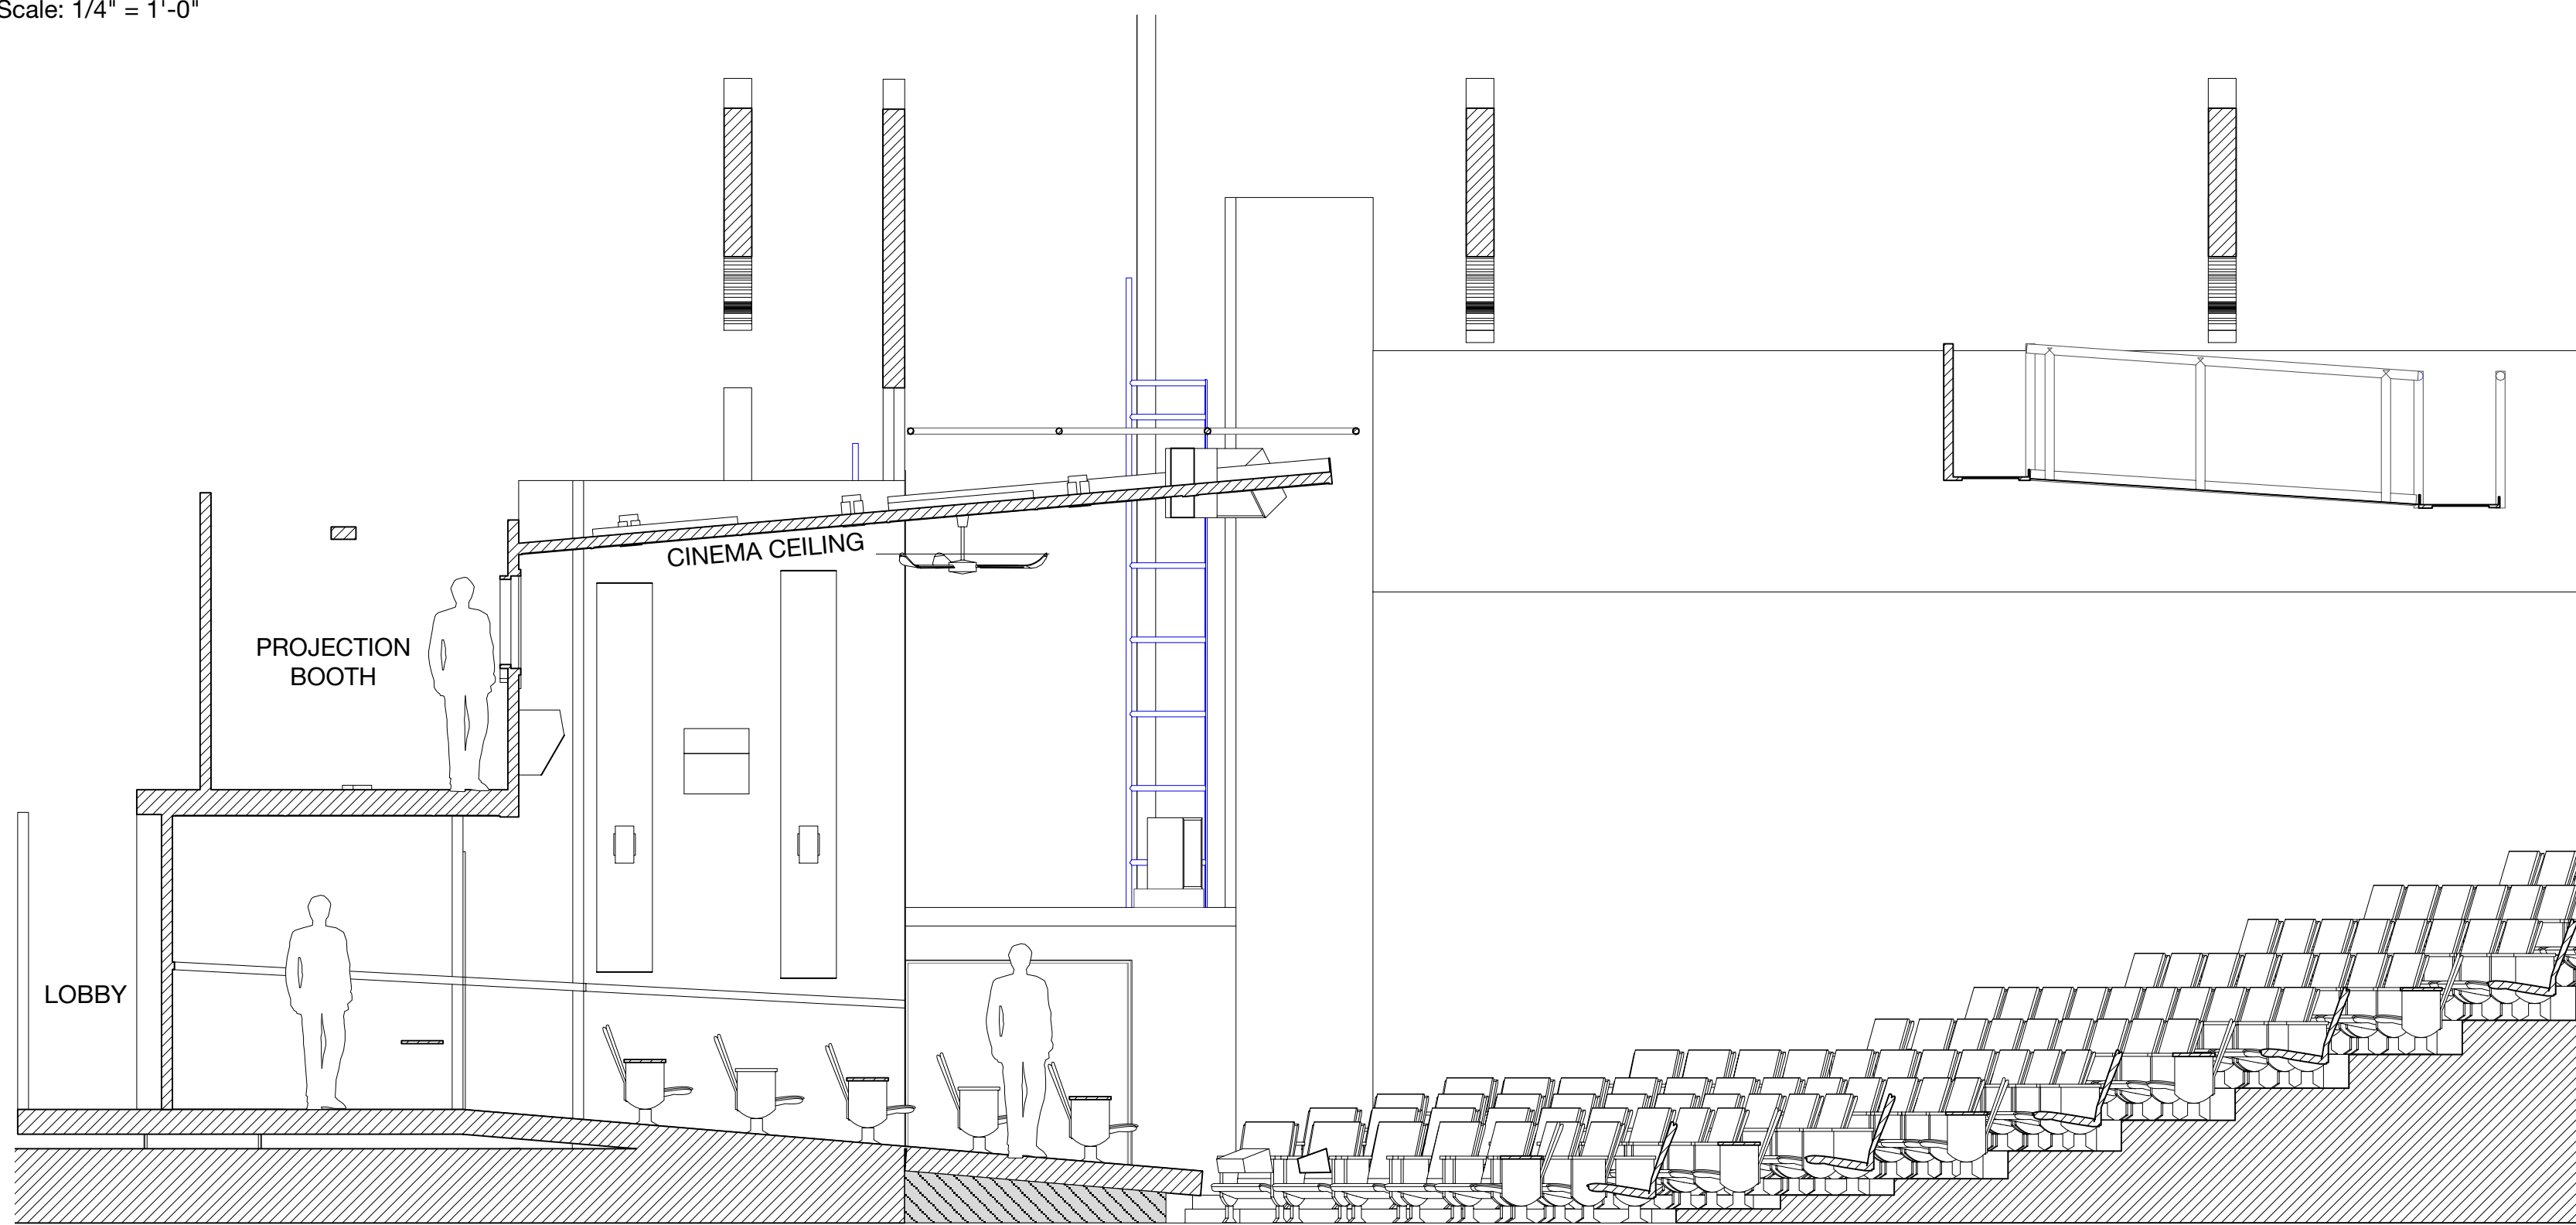 Scale: 1/4" = 1'-0"
CINEMA CEILING
PROJECTION
BOOTH
LOBBY